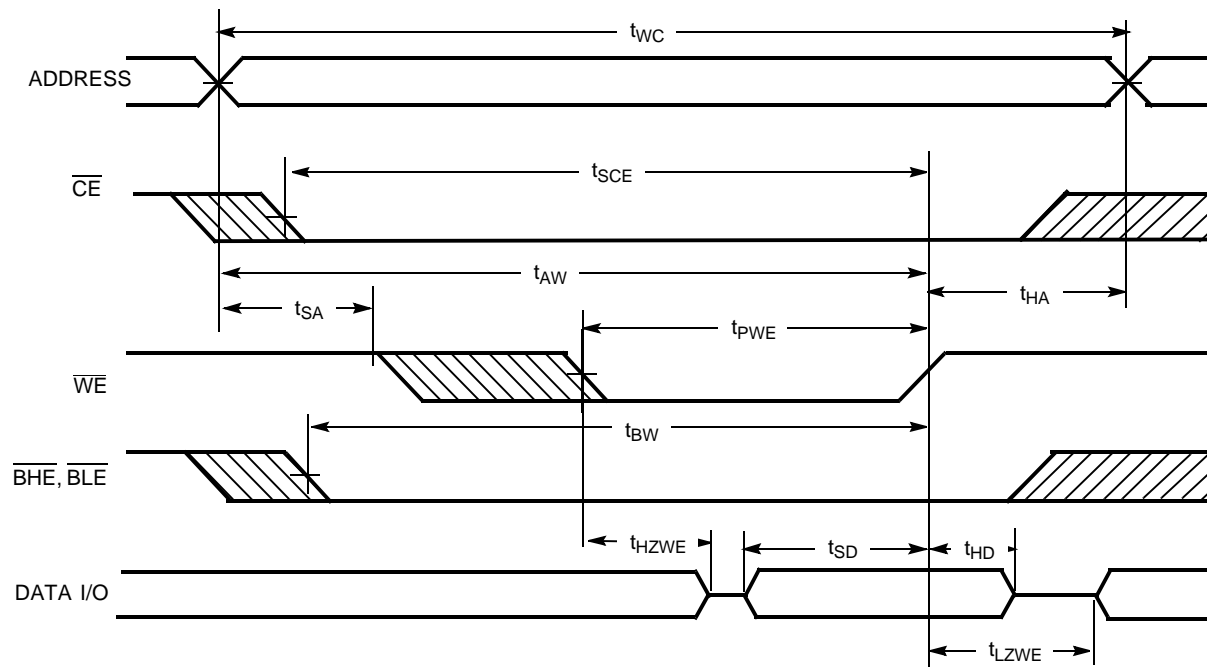 tWC
ADDRESS
tSCE
CE
tAW
tSA
tHA
tPWE
WE
tBW
BHE, BLE
tHZWE
tSD
tHD
DATA I/O
tLZWE